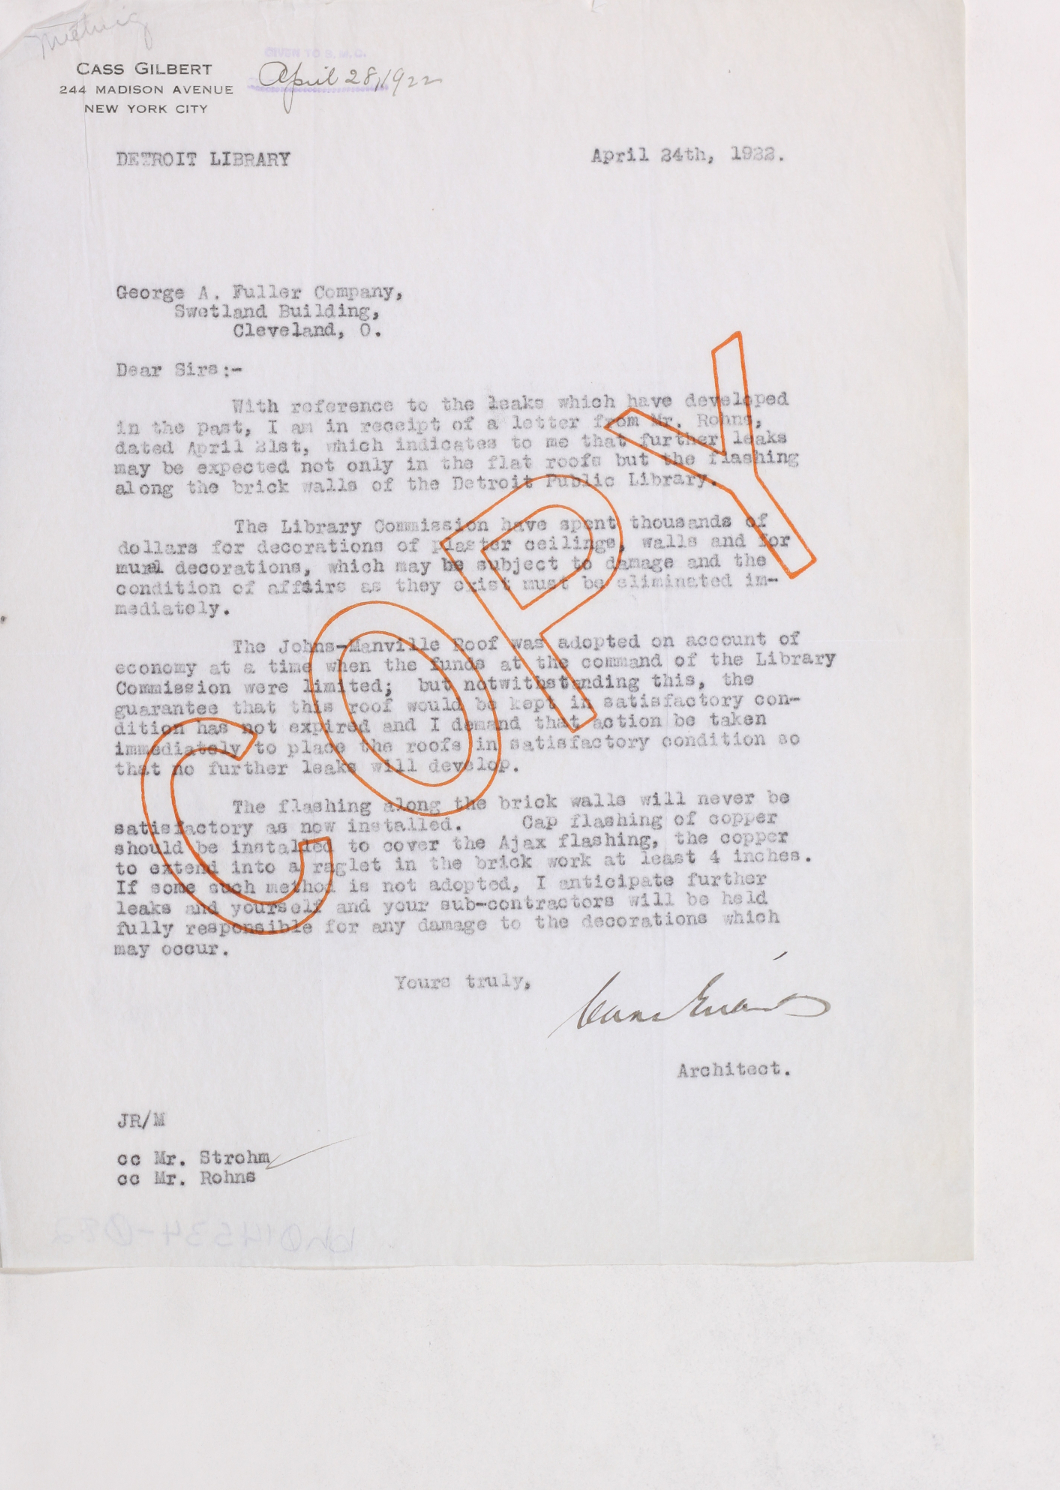 CASS GILBERT
244 MADISON AVENUE
NEW YORK CITY
GIVEN TO S.M.O.
April 28, 1922
DETROIT LIBRARY
April 24th, 1922.
George A. Fuller Company,
Swetland Building,
Cleveland, O.
Dear Sirs:-
With reference to the leaks which have developed
in the past, I am in receipt of a letter from Mr. Rohns,
dated April 21st, which indicates to me that further leaks
may be expected not only in the flat roofs but the flashing
along the brick walls of the Detroit Public Library.
The Library Commission have spent thousands of
dollars for decorations of plaster ceilings, walls and for
mural decorations, which may be subject to damage and the
condition of affairs as they exist must be eliminated im-
mediately.
The Johns-Manville Roof was adopted on account of
economy at a time when the funds at the command of the Library
Commission were limited; but notwithstanding this, the
guarantee that this roof would be kept in satisfactory con-
dition has not expired and I demand that action be taken
immediately to place the roofs in satisfactory condition so
that no further leaks will develop.
The flashing along the brick walls will never be
satisfactory as now installed. Cap flashing of copper
should be installed to cover the Ajax flashing, the copper
to extend into a raglet in the brick work at least 4 inches.
If some such method is not adopted, I anticipate further
leaks and yourself and your sub-contractors will be held
fully responsible for any damage to the decorations which
may occur.
Yours truly,
Architect.
JR/M
cc Mr. Strohm
cc Mr. Rohns
COPY